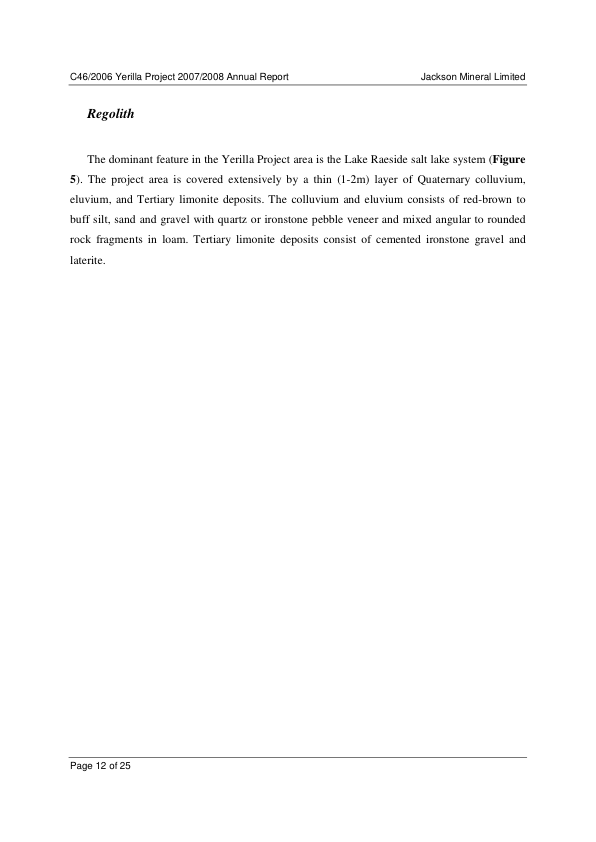 C46/2006 Yerilla Project 2007/2008 Annual Report Jackson Mineral Limited
Regolith
The dominant feature in the Yerilla Project area is the Lake Raeside salt lake system (Figure
5). The project area is covered extensively by a thin (1-2m) layer of Quaternary colluvium,
eluvium, and Tertiary limonite deposits. The colluvium and eluvium consists of red-brown to
buff silt, sand and gravel with quartz or ironstone pebble veneer and mixed angular to rounded
rock fragments in loam. Tertiary limonite deposits consist of cemented ironstone gravel and
laterite.
Page 12 of 25